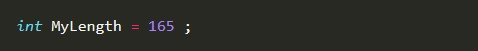 int MyLength = 165 ;